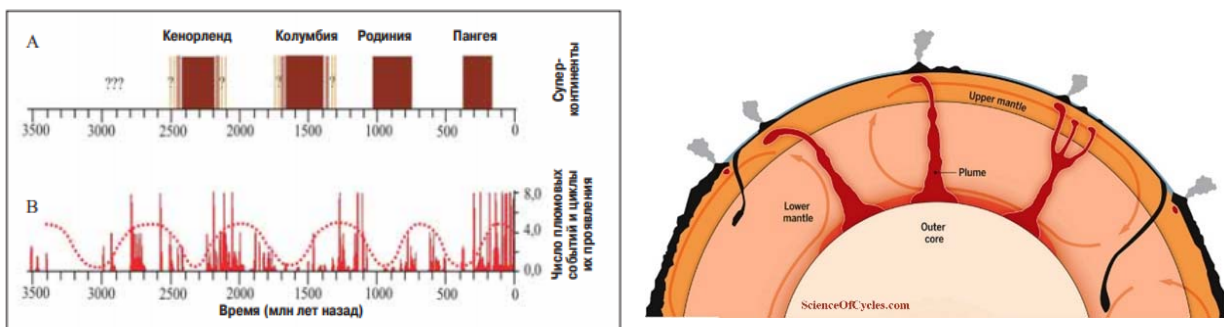 A
Кенорленд Колумбия Родиния Пангея
??? ? ? ? ?
3500 3000 2500 2000 1500 1000 500 0
Супер-
континенты
B
8,0
4,0
0,0
Число плюмовых
событий и циклы
их проявления
3500 3000 2500 2000 1500 1000 500 0
Время (млн лет назад)
Upper mantle
Plume
Lower
mantle
Outer
core
ScienceOfCycles.com